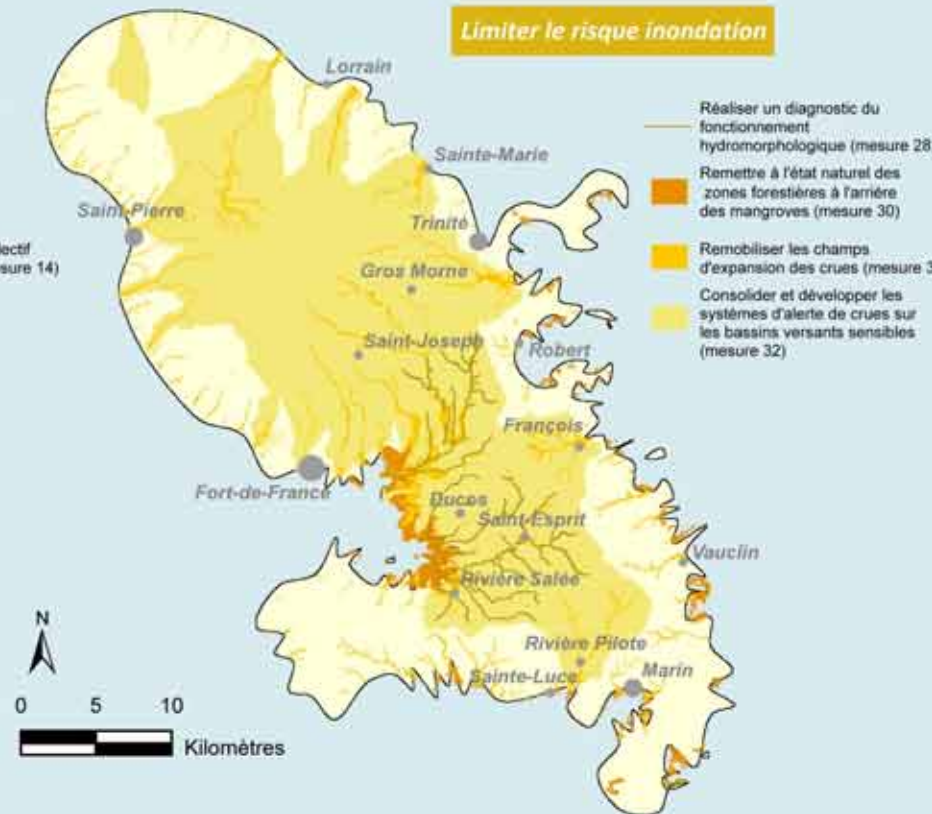 Limiter le risque inondation
Réaliser un diagnostic du
fonctionnement
hydromorphologique (mesure 28
Remettre à l'état naturel des
zones forestières à l'arrière
des mangroves (mesure 30)
Remobiliser les champs
d'expansion des crues (mesure 3
Consolider et développer les
systèmes d'alerte de crues sur
les bassins versants sensibles
(mesure 32)
Lorrain
Sainte-Marie
Saint-Pierre
Trinité
lectif
sure 14)
Gros Morne
Saint-Joseph
Robert
François
Fort-de-France
Ducos
Saint-Esprit
Vauclin
Rivière Salée
Rivière Pilote
Sainte-Luce
Marin
N
0 5 10
Kilomètres